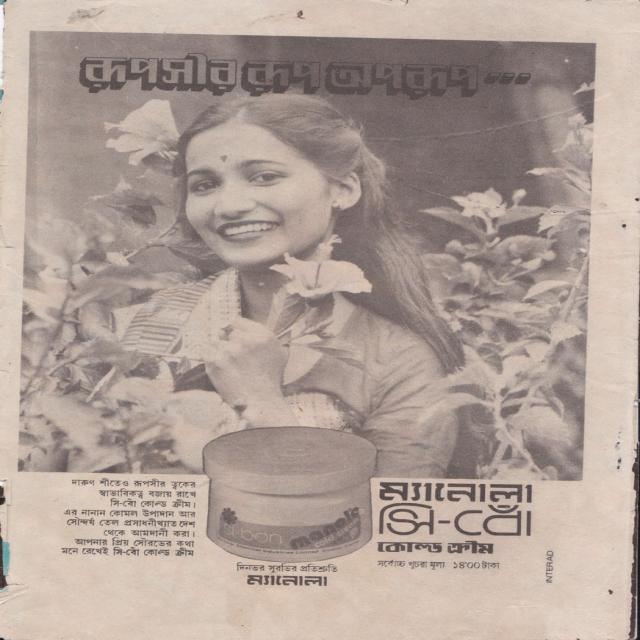 রূপসীর রূপ অপরূপ...
দারুণ শীতেও রূপসীর ত্বকের
স্বাভাবিকত্ব বজায় রাখে
সি-বোঁ কোল্ড ক্রীম।
এর নানান কোমল উপাদান আর
সৌন্দর্য তেল প্রসাধনীখ্যাত দেশ
থেকে আমদানী করা।
আপনার প্রিয় সৌরভের কথা
মনে রেখেই সি-বোঁ কোল্ড ক্রীম
bon
manola
দিনভর সুরভির প্রতিশ্রুতি
ম্যানোলা
ম্যানোলা
সি-বোঁ
কোল্ড ক্রীম
সর্বোচ্চ খুচরা মূল্য ১৪'০০ টাকা
INTERAD